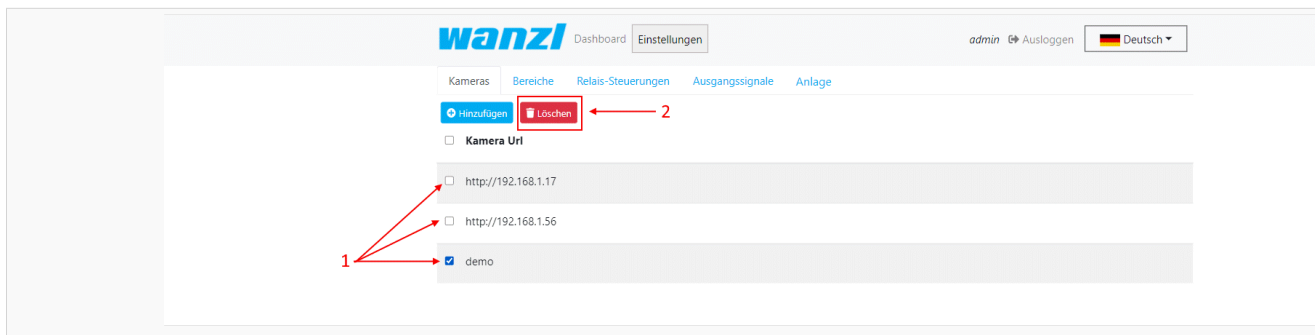 wanzl Dashboard Einstellungen admin Ausloggen Deutsch
Kameras Bereiche Relais-Steuerungen Ausgangssignale Anlage
Hinzufügen Löschen 2
Kamera Url
http://192.168.1.17
http://192.168.1.56
1 demo